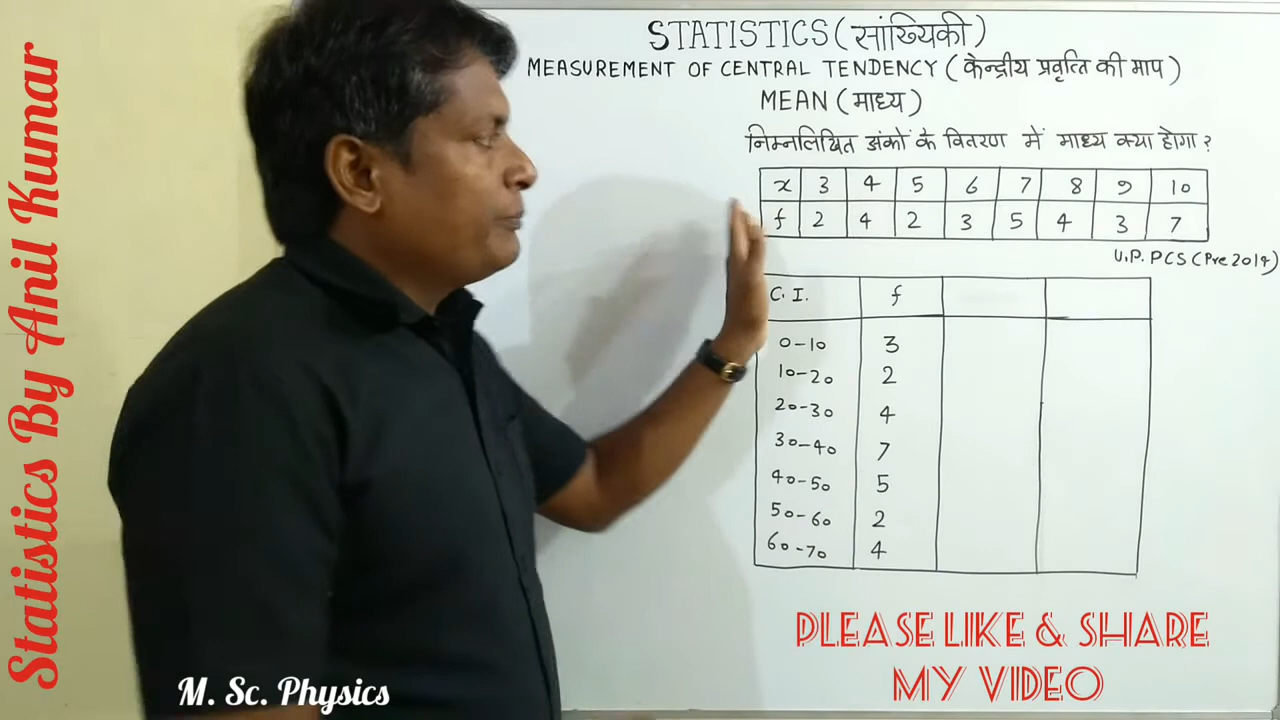 STATISTICS (सांख्यिकी)
MEASUREMENT OF CENTRAL TENDENCY (केन्द्रीय प्रवृत्ति की माप)
MEAN (माध्य)
निम्नलिखित अंकों के वितरण में माध्य क्या होगा ?
x 3 4 5 6 7 8 9 10
f 2 4 2 3 5 4 3 7
U.P. PCS (Pre 2014)
C. I. f
0-10 3
10-20 2
20-30 4
30-40 7
40-50 5
50-60 2
60-70 4
PLEASE LIKE & SHARE
MY VIDEO
Statistics By Anil Kumar
M. Sc. Physics